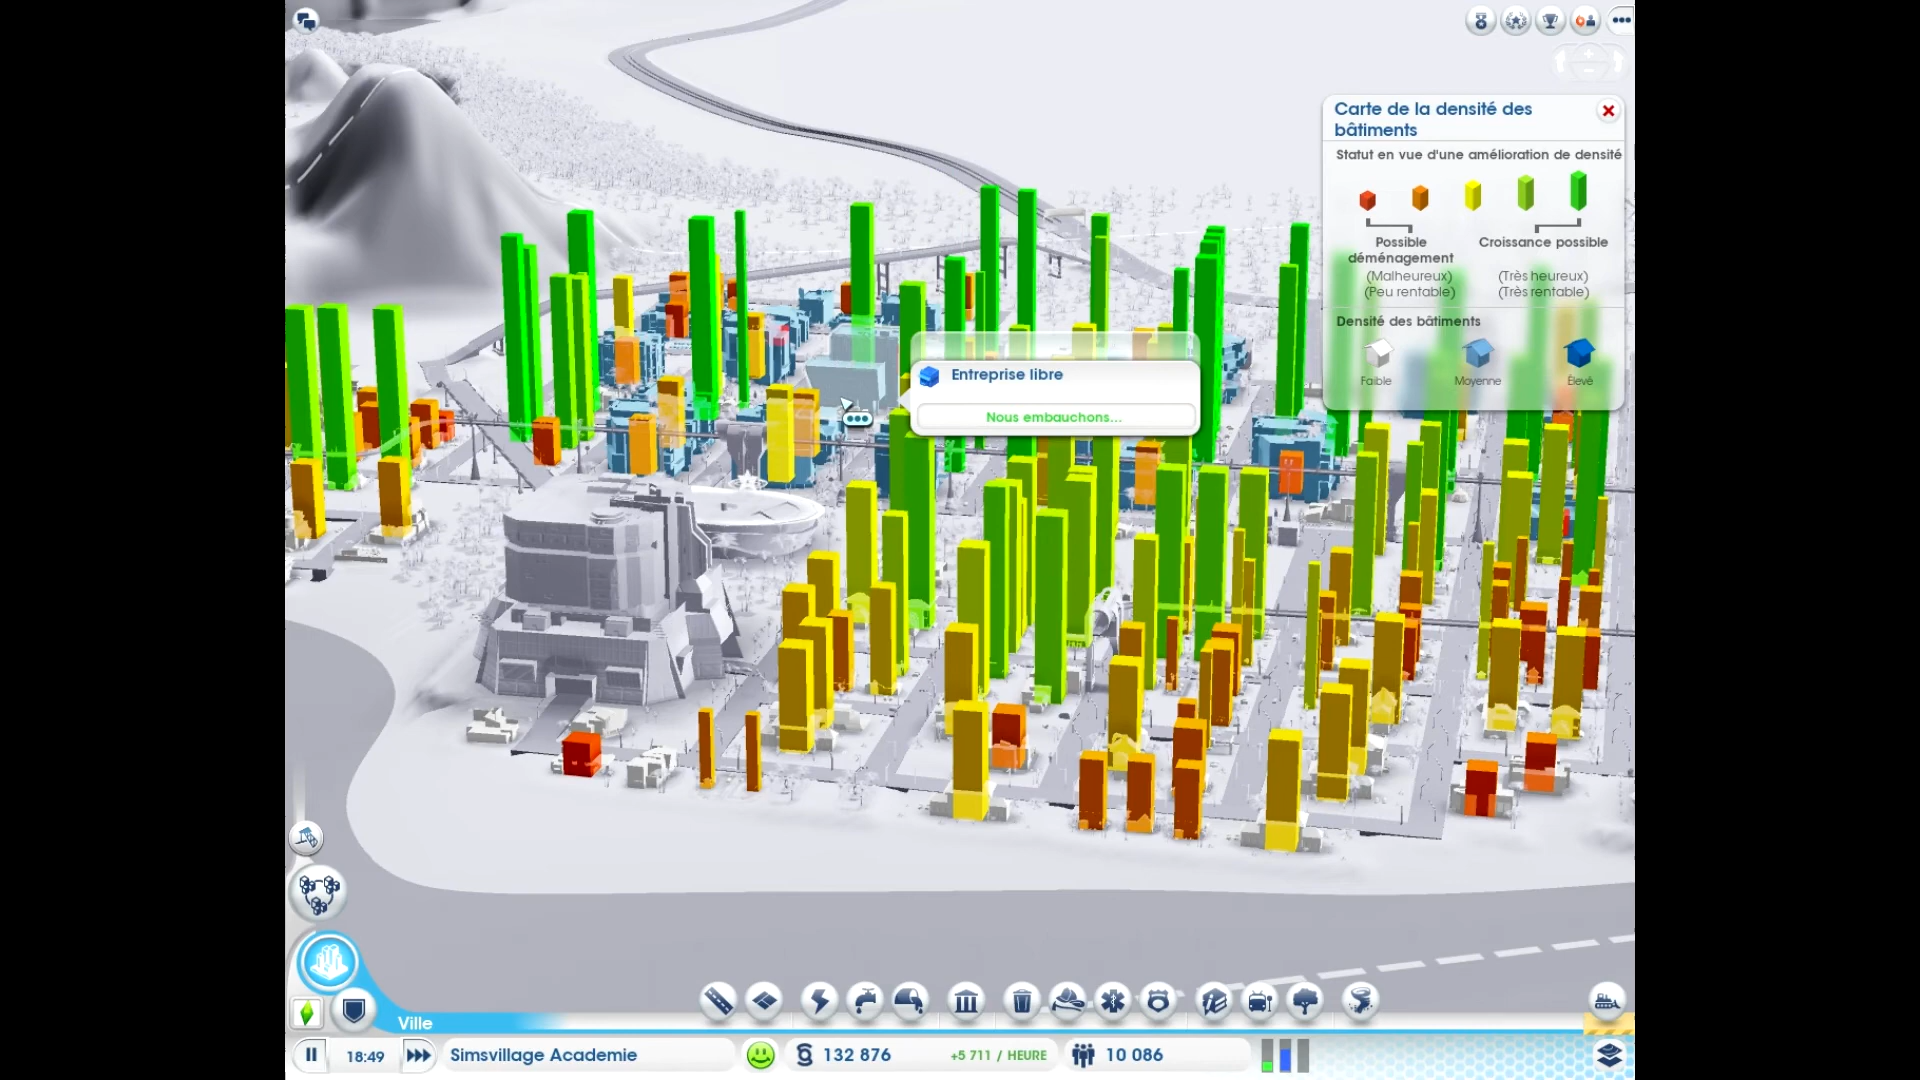 Carte de la densité des
bâtiments
Statut en vue d'une amélioration de densité
Possible
déménagement
(Malheureux)
(Peu rentable)
Croissance possible
(Très heureux)
(Très rentable)
Densité des bâtiments
Faible
Moyenne
Élevé
Entreprise libre
Nous embauchons...
Ville
18:49
Simsvillage Academie
132 876
+5 711 / HEURE
10 086